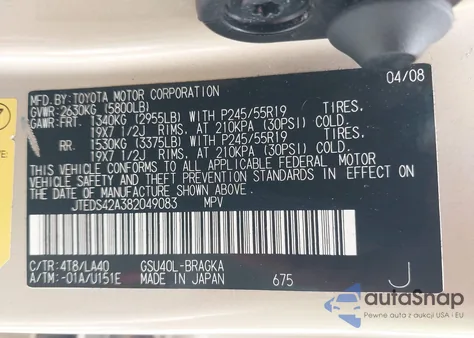 MFD.BY:TOYOTA MOTOR CORPORATION 04/08
GVWR:2630KG (5800LB)
GAWR:FRT. 1340KG (2955LB) WITH P245/55R19 TIRES,
19X7 1/2J RIMS, AT 210KPA (30PSI) COLD.
RR. 1530KG (3375LB) WITH P245/55R19 TIRES,
19X7 1/2J RIMS, AT 210KPA (30PSI) COLD.
THIS VEHICLE CONFORMS TO ALL APPLICABLE FEDERAL MOTOR
VEHICLE SAFETY AND THEFT PREVENTION STANDARDS IN EFFECT ON
THE DATE OF MANUFACTURE SHOWN ABOVE.
JTEDS42A382049083 MPV
C/TR:4T8/LA40 GSU40L-BRAGKA
A/TM:-01A/U151E MADE IN JAPAN 675 J
autoSnap
Pewne auta z aukcji USA i EU